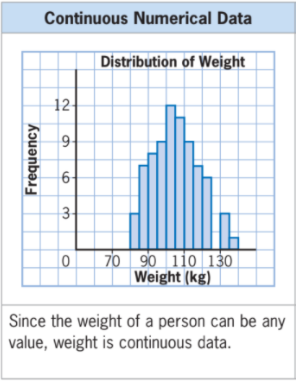 Continuous Numerical Data
Distribution of Weight
Frequency
12
9
6
3
0 70 90 110 130
Weight (kg)
Since the weight of a person can be any
value, weight is continuous data.